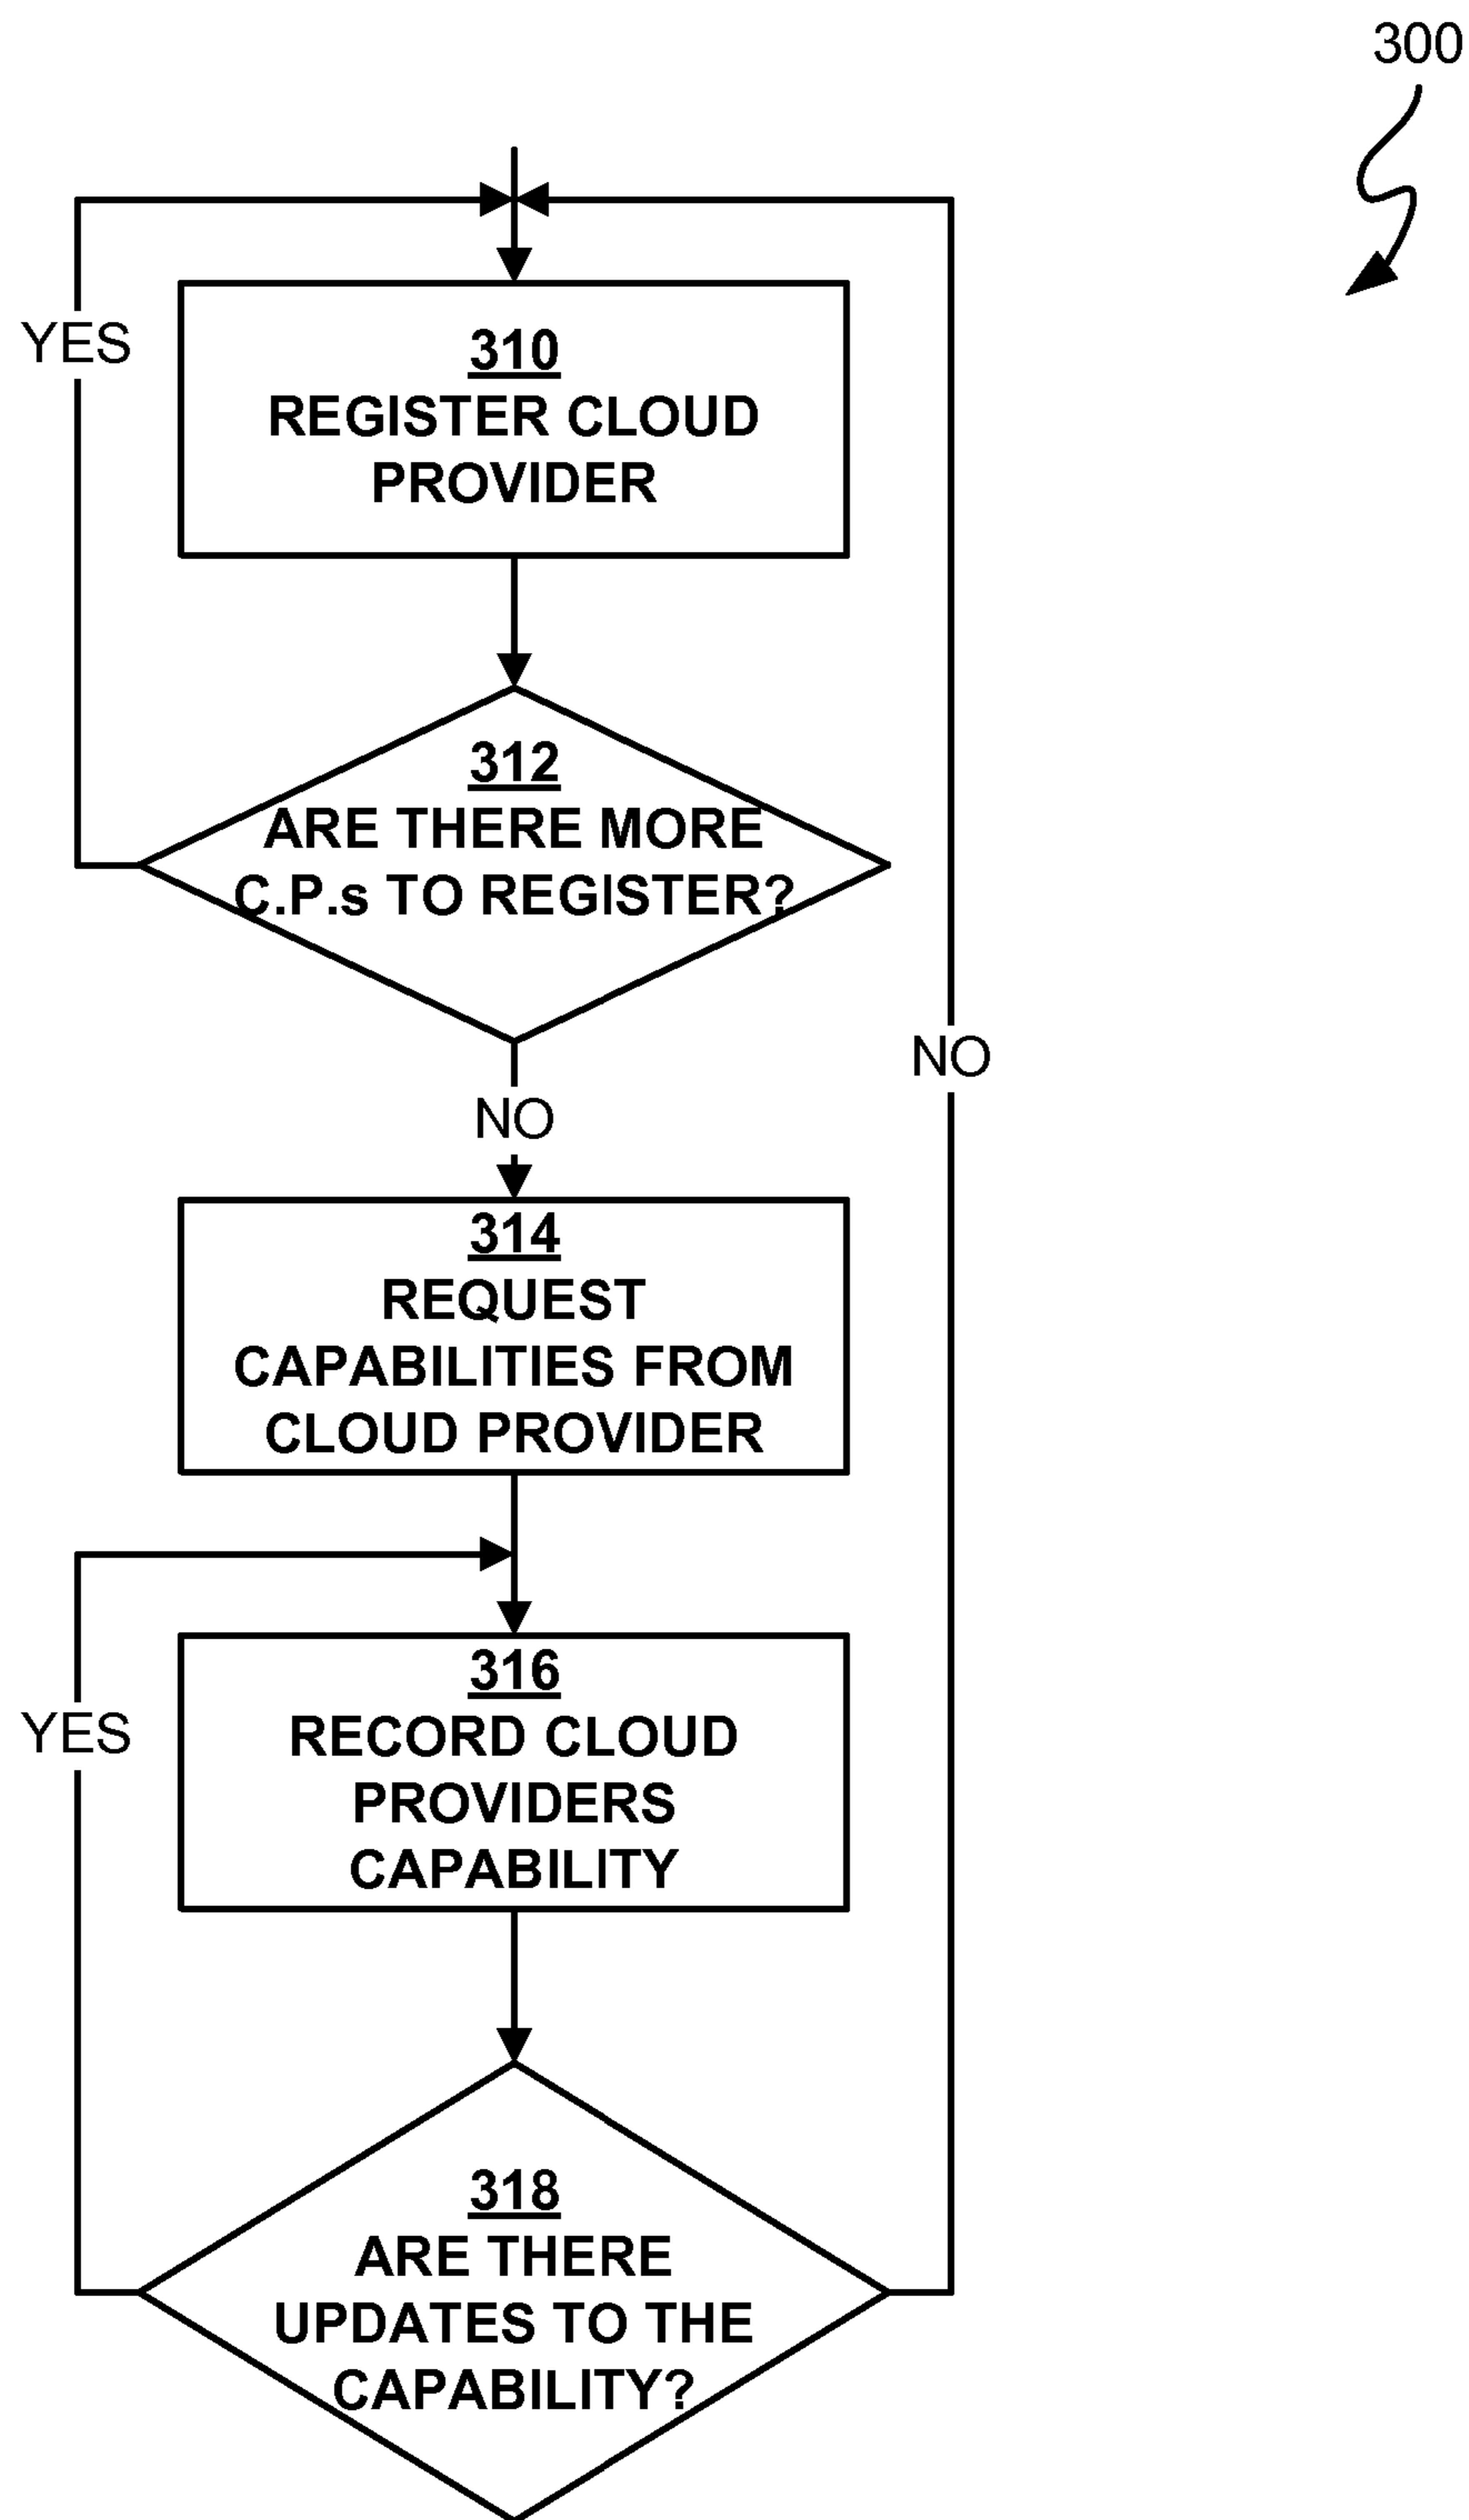 300
YES
310
REGISTER CLOUD
PROVIDER
312
ARE THERE MORE
C.P.s TO REGISTER?
NO
NO
314
REQUEST
CAPABILITIES FROM
CLOUD PROVIDER
YES
316
RECORD CLOUD
PROVIDERS
CAPABILITY
318
ARE THERE
UPDATES TO THE
CAPABILITY?